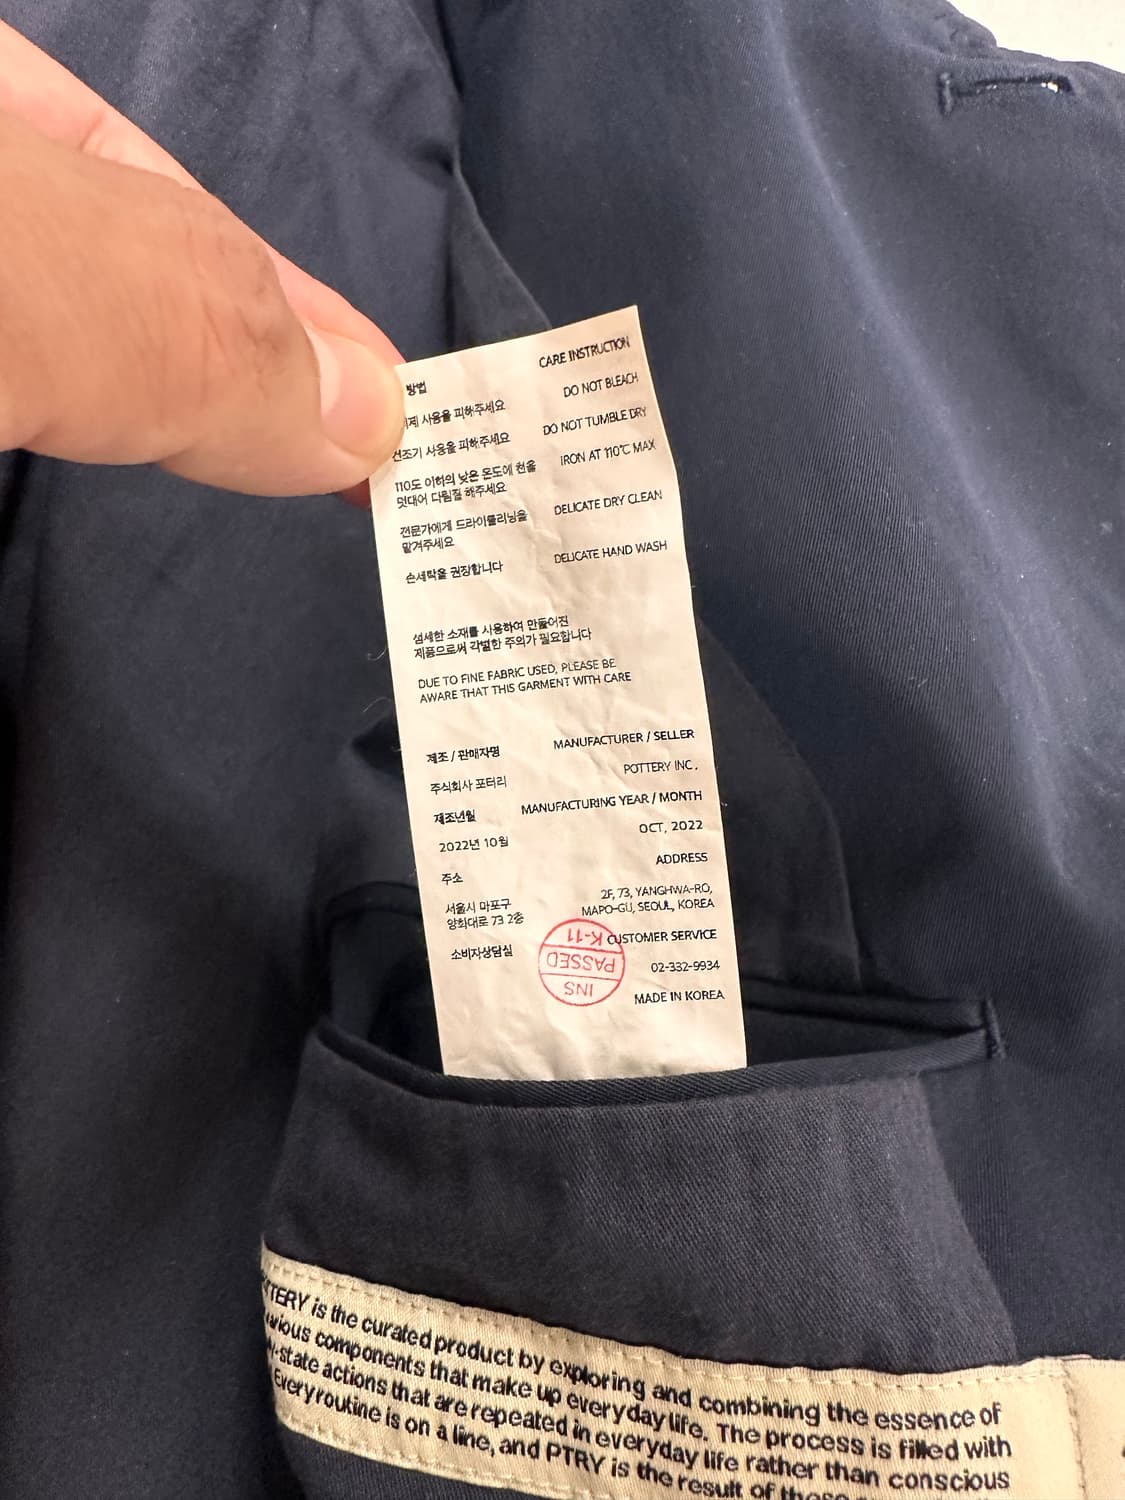 방법 CARE INSTRUCTION
사용을 피해주세요 DO NOT BLEACH
건조기 사용을 피해주세요 DO NOT TUMBLE DRY
110도 이하의 낮은 온도에 천을 IRON AT 110℃ MAX
덧대어 다림질 해주세요
전문가에게 드라이클리닝을 DELICATE DRY CLEAN
맡겨주세요
손세탁을 권장합니다 DELICATE HAND WASH
섬세한 소재를 사용하여 만들어진
제품으로써 각별한 주의가 필요합니다
DUE TO FINE FABRIC USED, PLEASE BE
AWARE THAT THIS GARMENT WITH CARE
제조 / 판매자명 MANUFACTURER / SELLER
주식회사 포터리 POTTERY INC.
제조년월 MANUFACTURING YEAR / MONTH
2022년 10월 OCT, 2022
주소 ADDRESS
서울시 마포구 2F, 73, YANGHWA-RO,
양화대로 73 2층 MAPO-GU, SEOUL, KOREA
소비자상담실 CUSTOMER SERVICE
02-332-9934
MADE IN KOREA
INS
PASSED
K-11
is the curated product by exploring and combining the essence of
various components that make up everyday life. The process is filled with
state actions that are repeated in everyday life rather than conscious
Every routine is on a line, and PTRY is the result of these